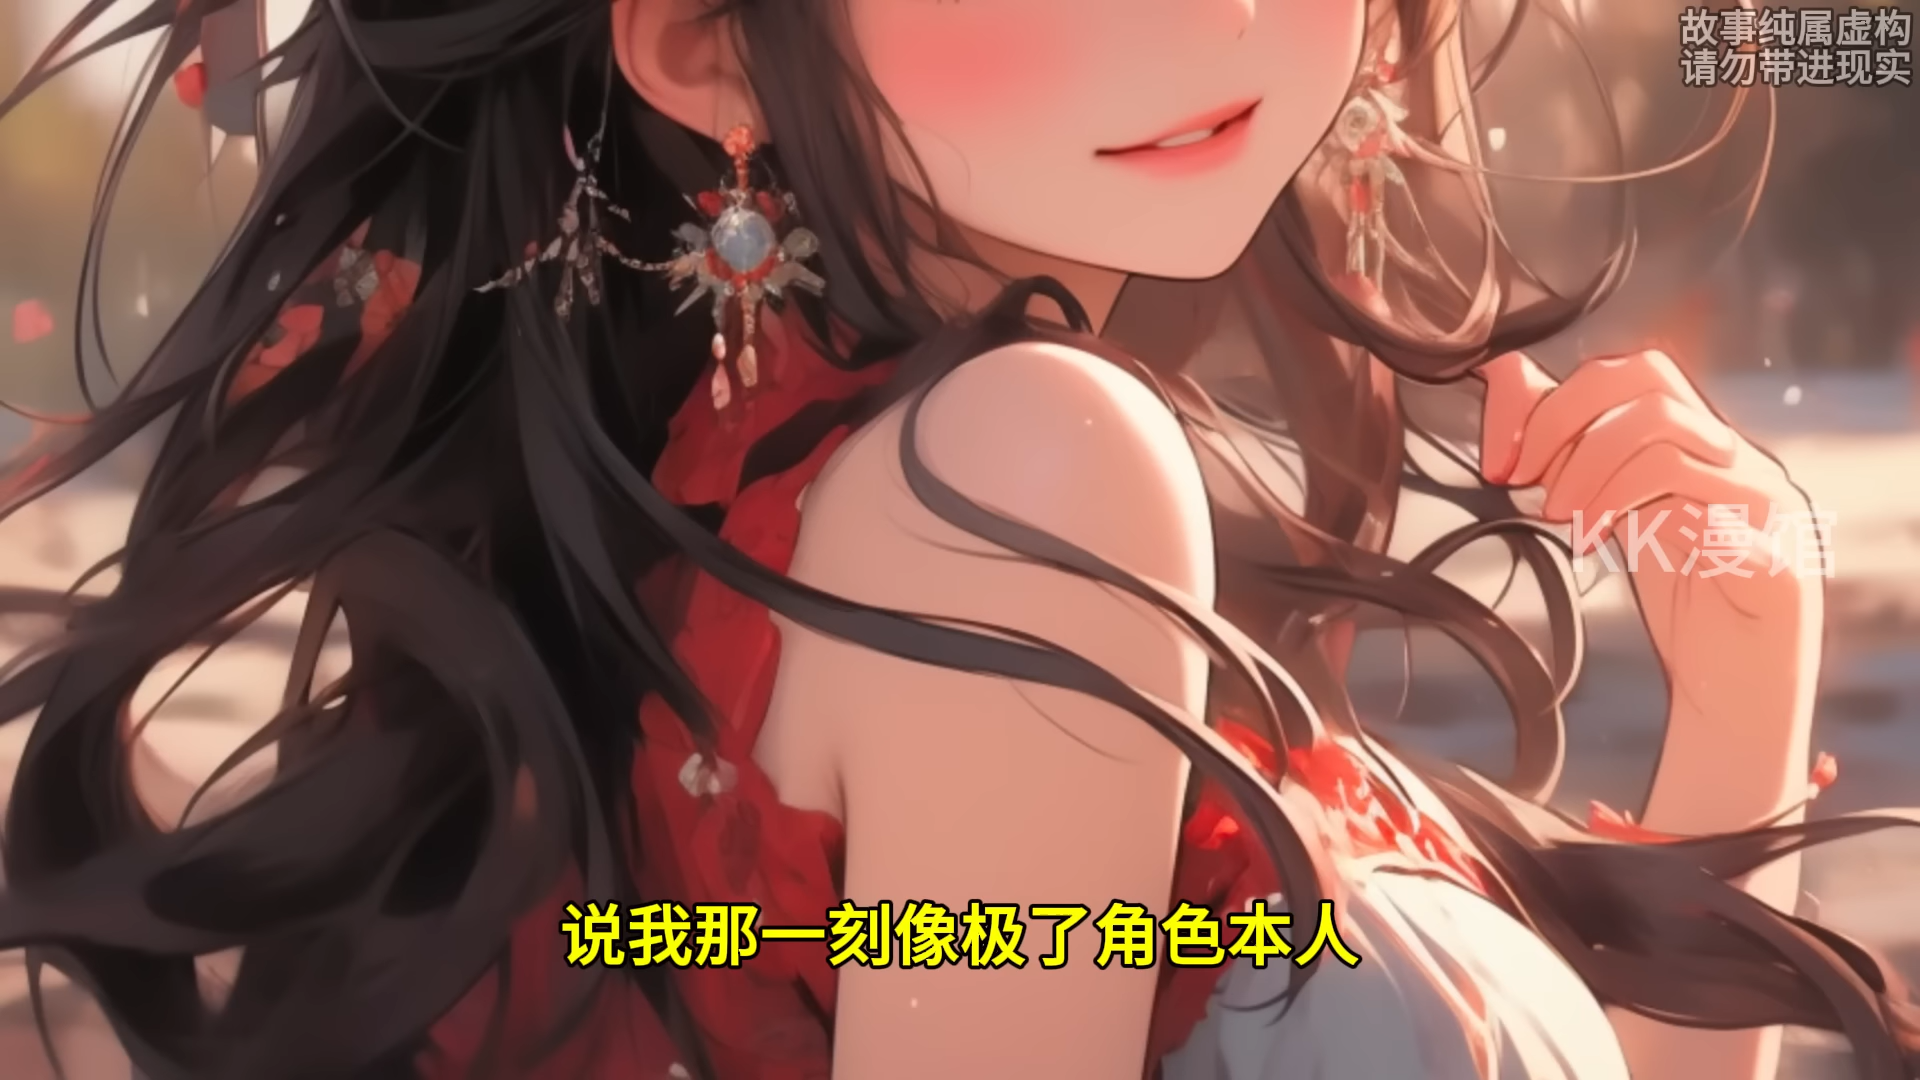 故事纯属虚构
请勿带进现实
KK漫馆
说我那一刻像极了角色本人